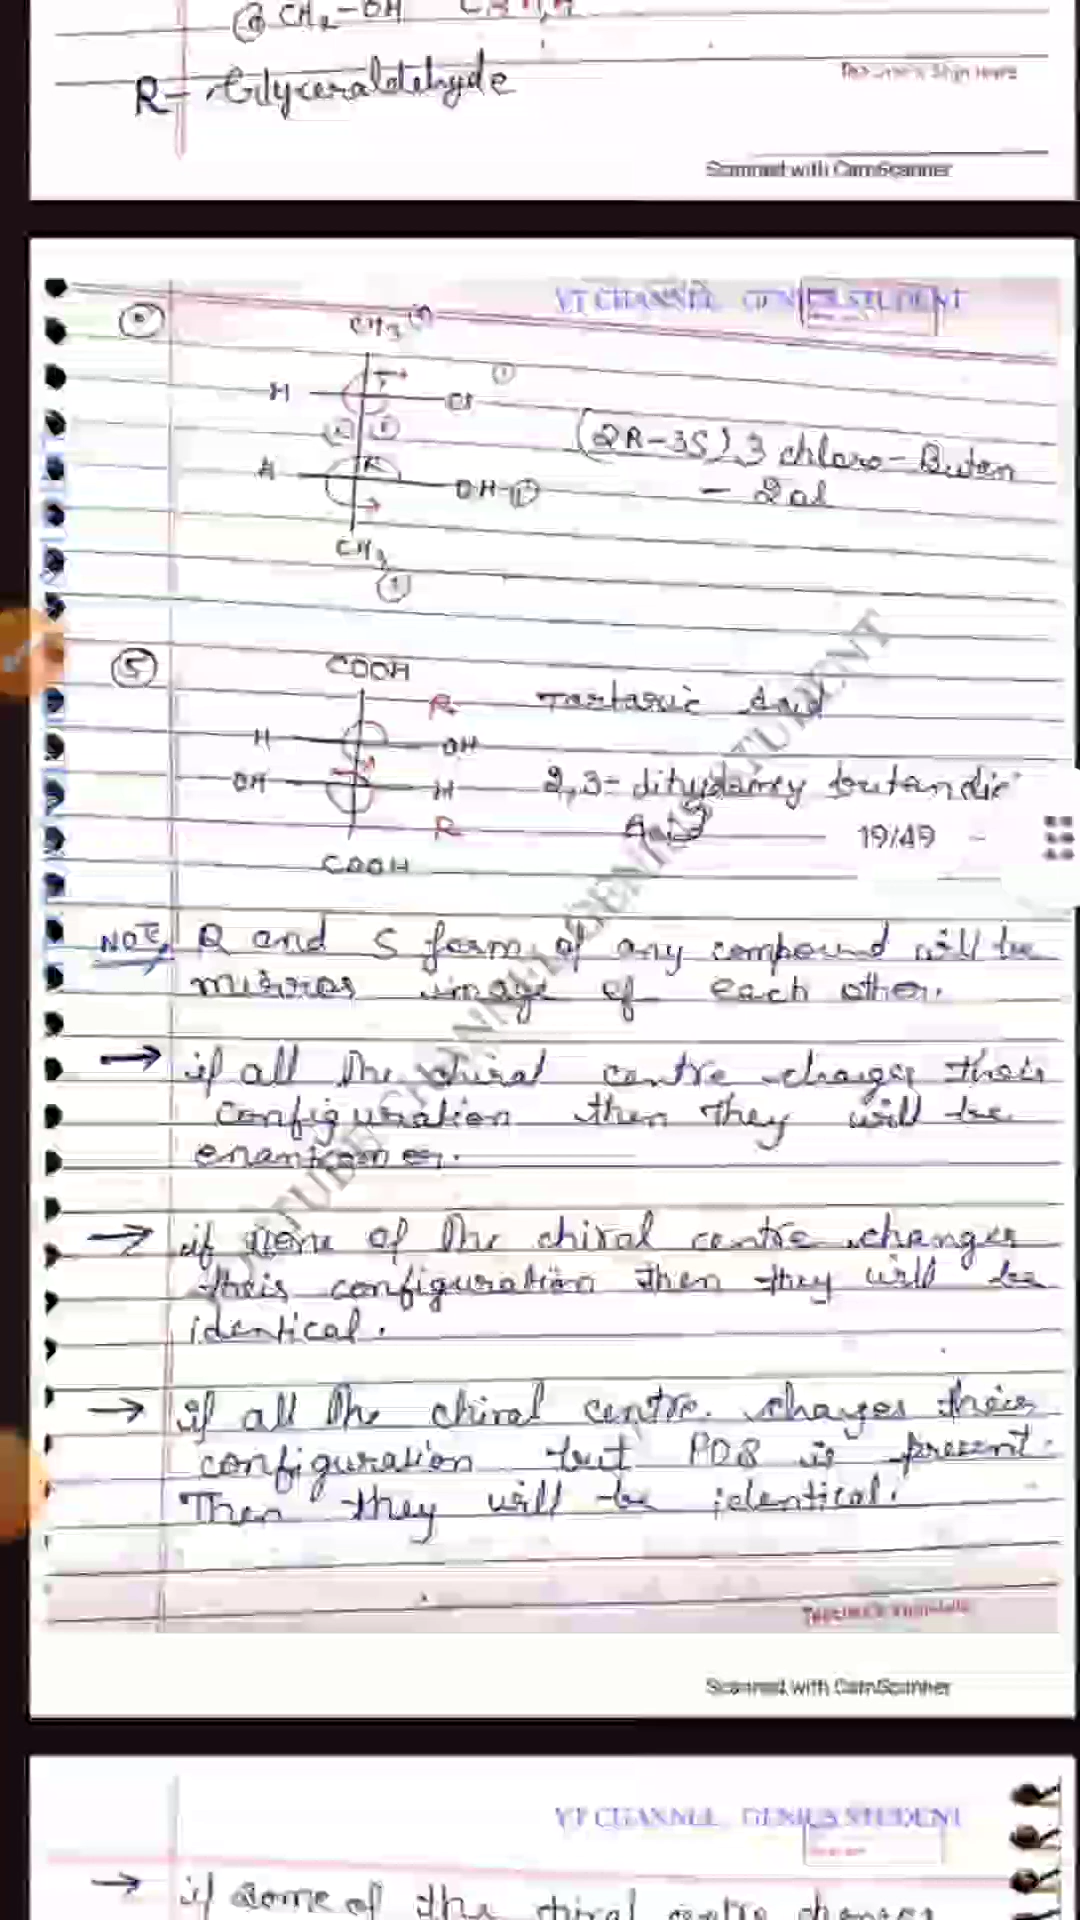 CH2-OH
R- Glyceraldehyde
Scanned with CamScanner
YT CHANNEL GENIUS STUDENT
CH3
H
Cl
(2R-3S) 3 chloro-Butan
- 2ol
H
OH
CH3
5
COOH
R
Tartaric Acid
H
OH
OH
H
2,3-dihydroxy butandic
R
Acid
19/49
COOH
NOTE R and S form of any compound will be
mirror image of each other.
→ if all the chiral centre changes their
configuration then they will be
enantiomer.
→ if none of the chiral centre changes
their configuration then they will be
identical.
→ if all the chiral centre changes their
configuration but POS is present
Then they will be identical.
Scanned with CamScanner
YT CHANNEL GENIUS STUDENT
→ if some of the chiral centre changes